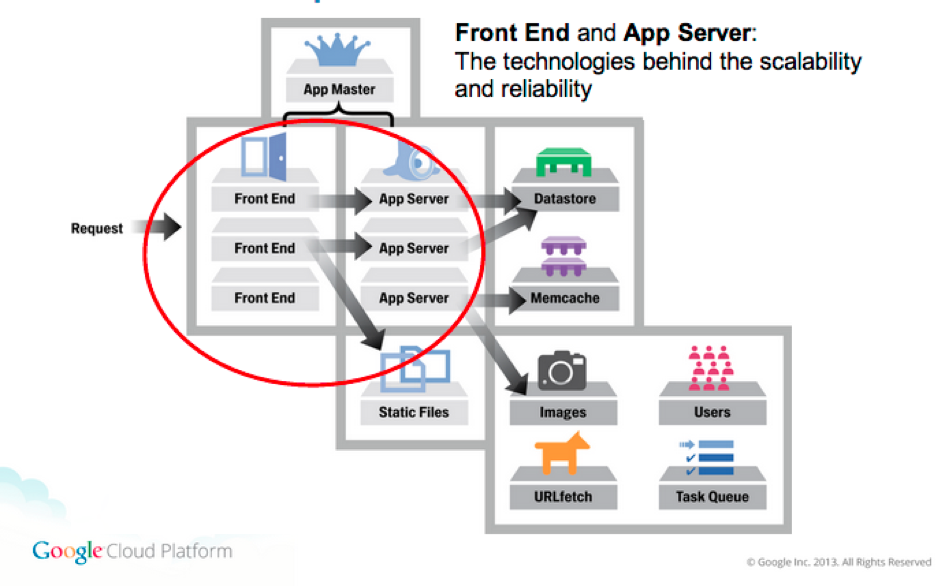 Front End and App Server:
The technologies behind the scalability
and reliability
App Master
Front End
App Server
Datastore
Request
Front End
App Server
Front End
App Server
Memcache
Static Files
Images
Users
URLfetch
Task Queue
Google Cloud Platform
© Google Inc. 2013. All Rights Reserved